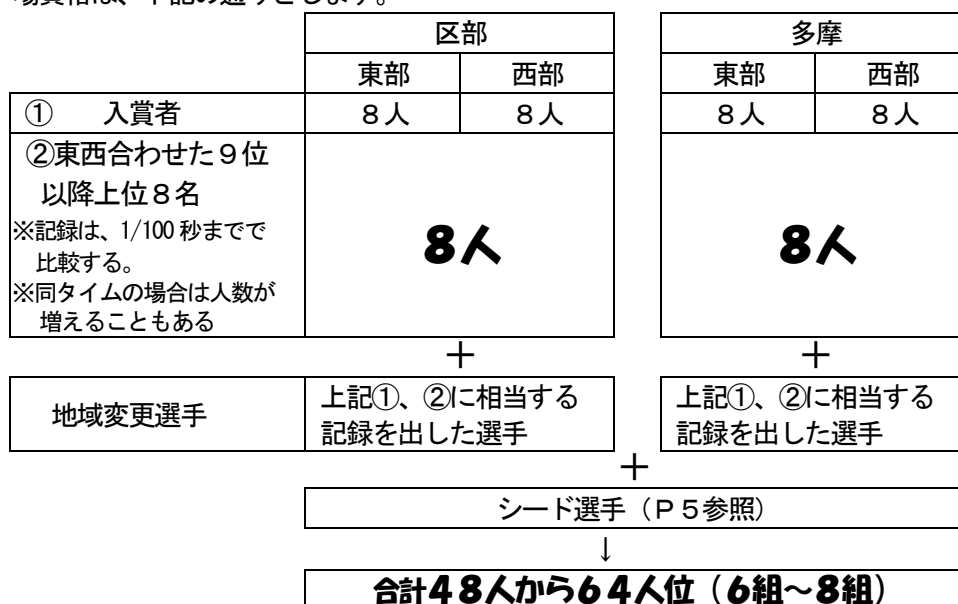 場資格は、下記の通りとします。
区部 多摩
東部 西部 東部 西部
① 入賞者 8人 8人 8人 8人
②東西合わせた9位
以降上位8名
※記録は、1/100秒までで
比較する。
※同タイムの場合は人数が
増えることもある
8人 8人
+ +
地域変更選手
上記①、②に相当する
記録を出した選手
上記①、②に相当する
記録を出した選手
+
シード選手(P5参照)
↓
合計48人から64人位(6組~8組)